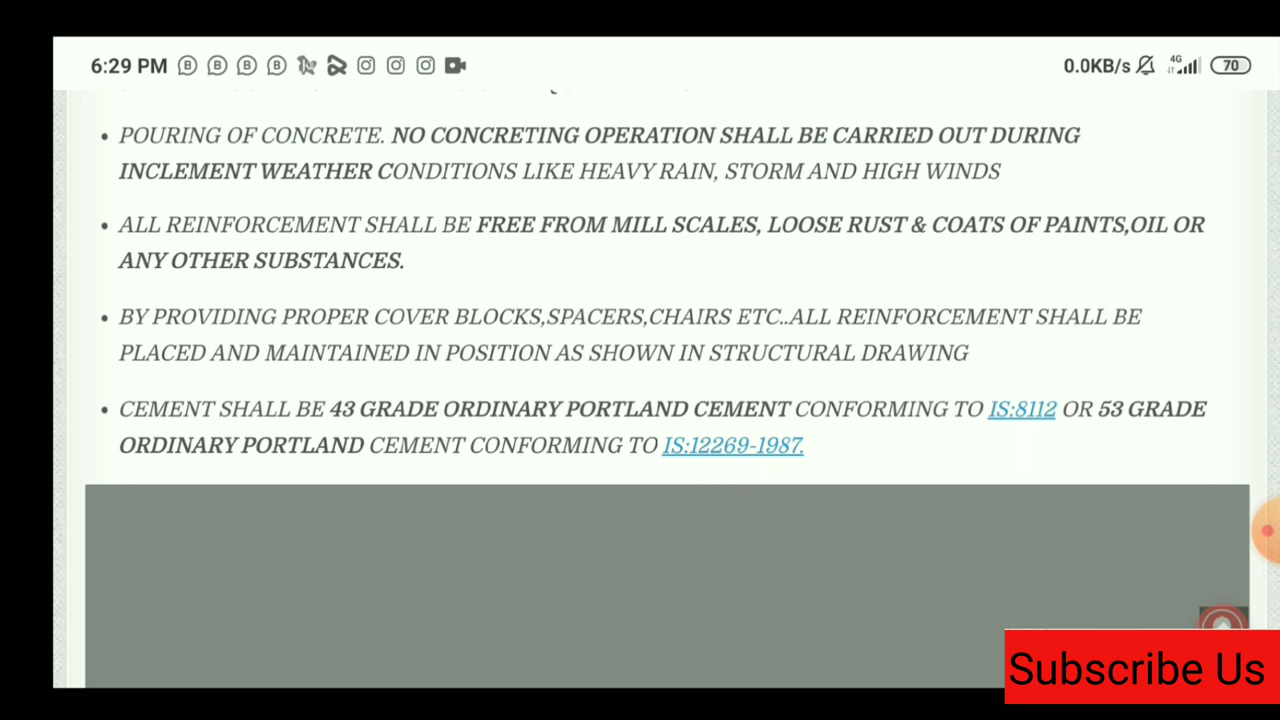 6:29 PM
0.0KB/s 4G 70
• POURING OF CONCRETE. NO CONCRETING OPERATION SHALL BE CARRIED OUT DURING
INCLEMENT WEATHER CONDITIONS LIKE HEAVY RAIN, STORM AND HIGH WINDS
• ALL REINFORCEMENT SHALL BE FREE FROM MILL SCALES, LOOSE RUST & COATS OF PAINTS,OIL OR
ANY OTHER SUBSTANCES.
• BY PROVIDING PROPER COVER BLOCKS,SPACERS,CHAIRS ETC..ALL REINFORCEMENT SHALL BE
PLACED AND MAINTAINED IN POSITION AS SHOWN IN STRUCTURAL DRAWING
• CEMENT SHALL BE 43 GRADE ORDINARY PORTLAND CEMENT CONFORMING TO IS:8112 OR 53 GRADE
ORDINARY PORTLAND CEMENT CONFORMING TO IS:12269-1987.
Subscribe Us